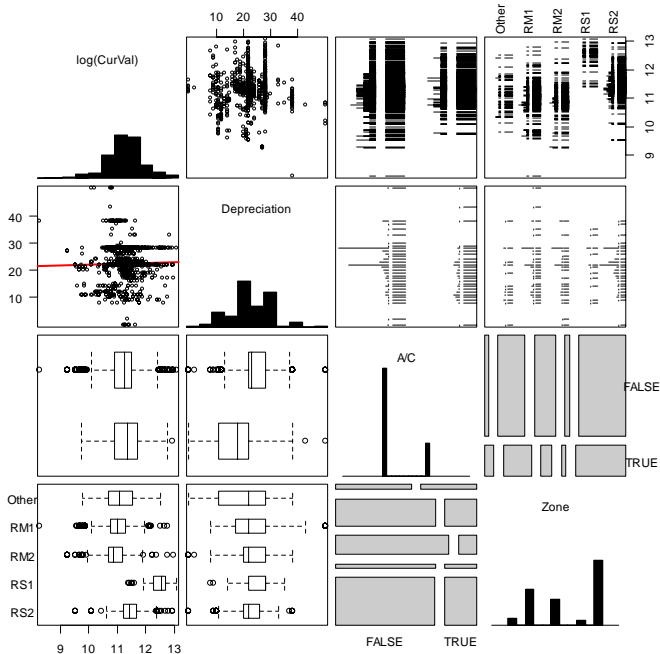 10 20 30 40
Other RM1 RM2 RS1 RS2
log(CurVal)
9 10 11 12 13
Depreciation
10 20 30 40
A/C
FALSE
TRUE
Other
RM1
RM2
RS1
RS2
Zone
9 10 11 12 13
FALSE TRUE